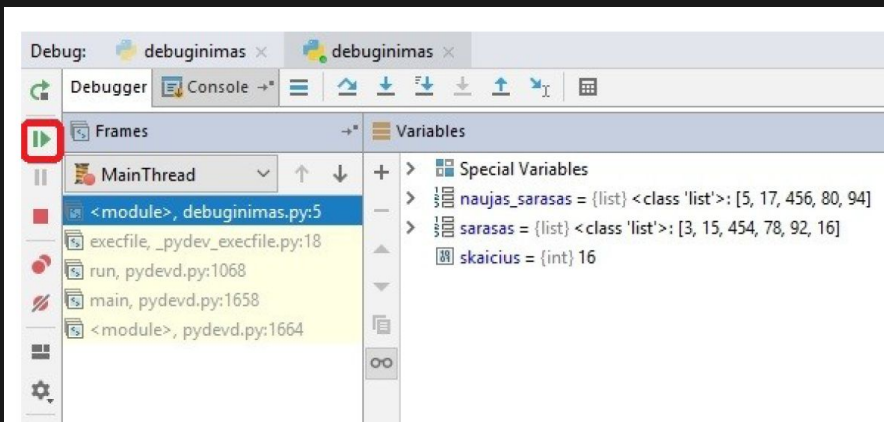 Debug: debuginimas × debuginimas ×
Debugger Console
Frames
Variables
MainThread
<module>, debuginimas.py:5
execfile, _pydev_execfile.py:18
run, pydevd.py:1068
main, pydevd.py:1658
<module>, pydevd.py:1664
Special Variables
naujas_sarasas = {list} <class 'list'>: [5, 17, 456, 80, 94]
sarasas = {list} <class 'list'>: [3, 15, 454, 78, 92, 16]
skaicius = {int} 16